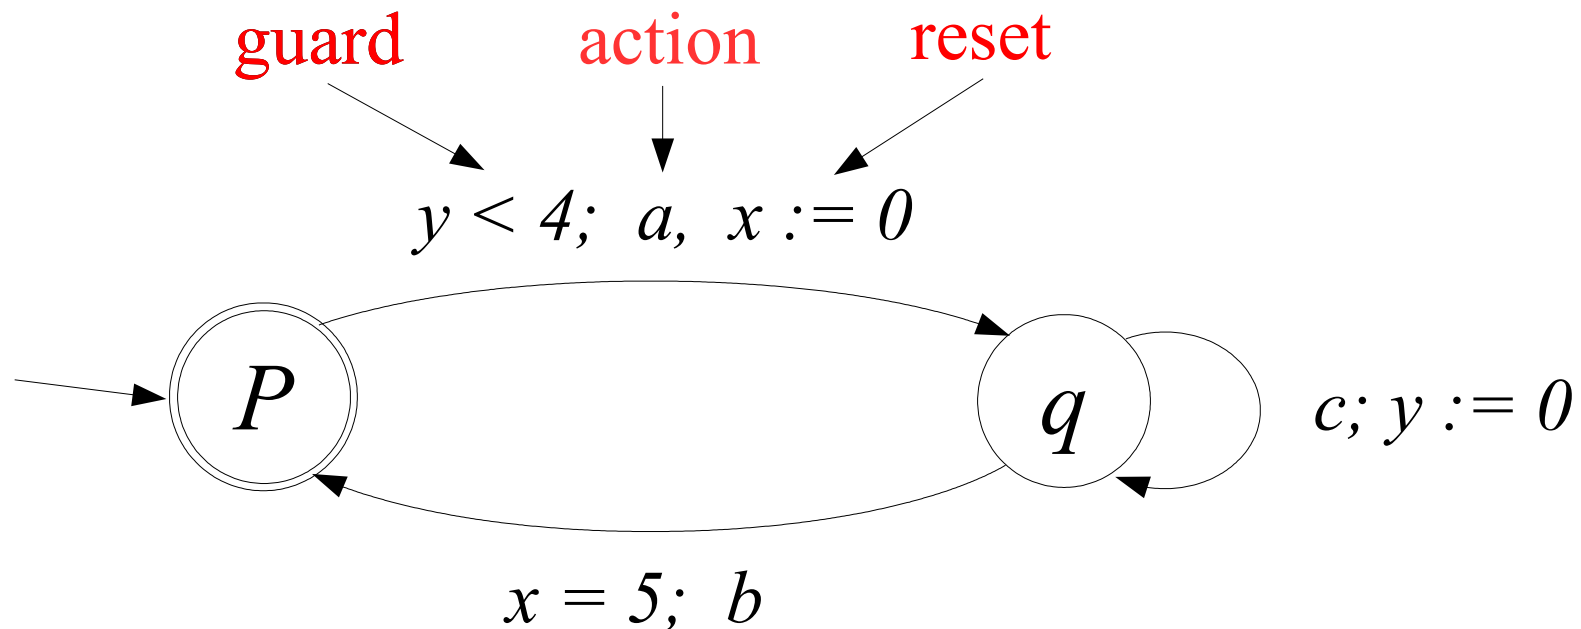 guard action reset
y < 4; a, x := 0
P
q
c; y := 0
x = 5; b